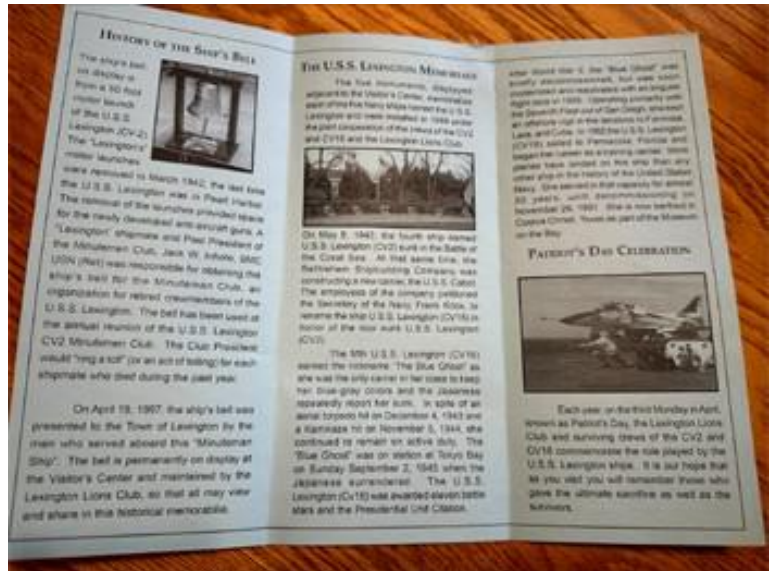 HISTORY OF THE SHIP'S BELL
The ship's bell
on display is
from a 50 foot
motor launch
of the U.S.S.
Lexington (CV-2).
The "Lexington's"
motor launches
were removed in March 1942, the last time
the U.S.S. Lexington was in Pearl Harbor.
The removal of the launches provided space
for the newly developed anti-aircraft guns. A
"Lexington" shipmate and Past President of
the Minutemen Club, Jack W. SMC
USN (Ret) was responsible for obtaining the
ship's bell for the Minuteman Club, an
organization for retired crewmembers of the
U.S.S. Lexington. The bell has been used at
the annual reunion of the U.S.S. Lexington
CV2 Minutemen Club. The Club President
would "ring a toll" (or an act of tolling) for each
shipmate who died during the past year.
On April 19, 1997, the ship's bell was
presented to the Town of Lexington by the
men who served aboard this "Minuteman
Ship". The bell is permanently on display at
the Visitor's Center and maintained by the
Lexington Lions Club, so that all may view
and share in this historical memorabilia.
THE U.S.S. LEXINGTON MEMORIALS
The five monuments, displayed
adjacent to the Visitor's Center, memorialize
each of the five Navy ships named the U.S.S.
Lexington and were installed in under
the joint cooperation of the crews of the CV2
and CV16 and the Lexington Lions Club.
On May 8, 1942, the fourth ship named
U.S.S. Lexington (CV2) sunk in the Battle of
the Coral Sea. At that same time, the
Bethlehem Shipbuilding Company was
constructing a new carrier, the U.S.S. Cabot.
The employees of the company petitioned
the Secretary of the Navy, Frank Knox, to
rename the ship U.S.S. Lexington (CV16) in
honor of the now sunk U.S.S. Lexington
(CV2).
The fifth U.S.S. Lexington (CV16)
earned the nickname "The Blue Ghost" as
she was the only carrier in her class to keep
her blue-gray colors and the Japanese
repeatedly report her sunk. In spite of an
aerial torpedo hit on December 4, 1943 and
a Kamikaze hit on November 5, 1944, she
continued to remain on active duty. The
"Blue Ghost" was on station at Tokyo Bay
on Sunday September 2, 1945 when the
Japanese surrendered. The U.S.S.
Lexington (Cv16) was awarded eleven battle
stars and the Presidential Unit Citation.
After World War II, the "Blue Ghost" was
briefly decommissioned, but was soon
modernized and reactivated with an angled
flight deck in 1955. Operating primarily with
the Seventh Fleet out of San Diego, she
an offshore vigil in the tensions in Formosa,
Laos, and Cuba. In 1962 the U.S.S. Lexington
(CV16) sailed to Pensacola, Florida and
began her career as a training carrier. More
planes have landed on this ship than any
other ship in the history of the United States
Navy. She served in that capacity for almost
30 years, until decommissioning on
November 26, 1991. She is now berthed in
Corpus Christi, Texas as part of the Museum
on the Bay.
PATRIOT'S DAY CELEBRATION
Each year, on the third Monday in April,
known as Patriot's Day, the Lexington Lions
Club and surviving crews of the CV2 and
CV16 commemorate the role played by the
U.S.S. Lexington ships. It is our hope that
as you visit you will remember those who
gave the ultimate sacrifice as well as the
survivors.